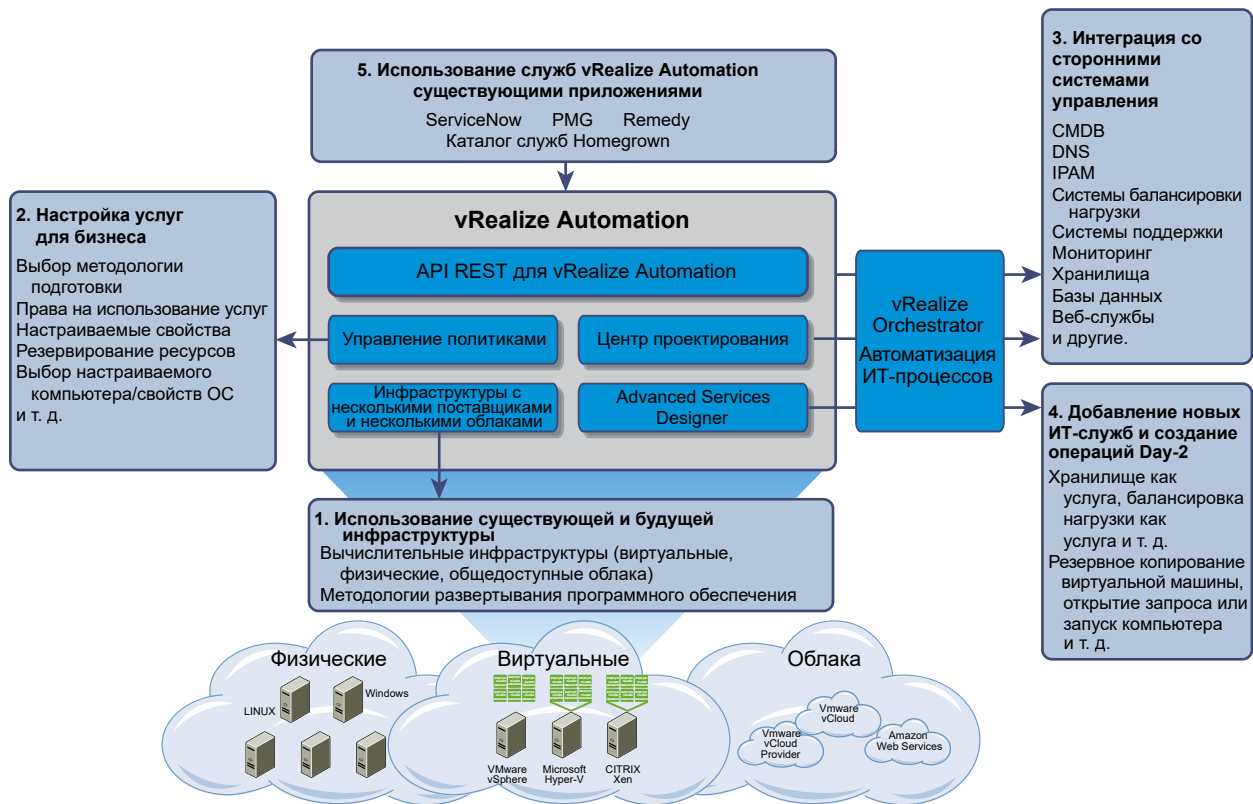 5. Использование служб vRealize Automation
существующими приложениями
ServiceNow PMG Remedy
Каталог служб Homegrown
3. Интеграция со
сторонними
системами
управления
CMDB
DNS
IPAM
Системы балансировки
нагрузки
Системы поддержки
Мониторинг
Хранилища
Базы данных
Веб-службы
и другие.
2. Настройка услуг
для бизнеса
Выбор методологии
подготовки
Права на использование услуг
Настраиваемые свойства
Резервирование ресурсов
Выбор настраиваемого
компьютера/свойств ОС
и т. д.
vRealize Automation
API REST для vRealize Automation
Управление политиками
Центр проектирования
Инфраструктуры с
несколькими поставщиками
и несколькими облаками
Advanced Services
Designer
vRealize
Orchestrator
Автоматизация
ИТ-процессов
4. Добавление новых
ИТ-служб и создание
операций Day-2
Хранилище как
услуга, балансировка
нагрузки как
услуга и т. д.
Резервное копирование
виртуальной машины,
открытие запроса или
запуск компьютера
и т. д.
1. Использование существующей и будущей
инфраструктуры
Вычислительные инфраструктуры (виртуальные,
физические, общедоступные облака)
Методологии развертывания программного обеспечения
Физические
LINUX
Windows
Виртуальные
VMware
vSphere
Microsoft
Hyper-V
CITRIX
Xen
Облака
Vmware
vCloud
Vmware
vCloud
Provider
Amazon
Web Services